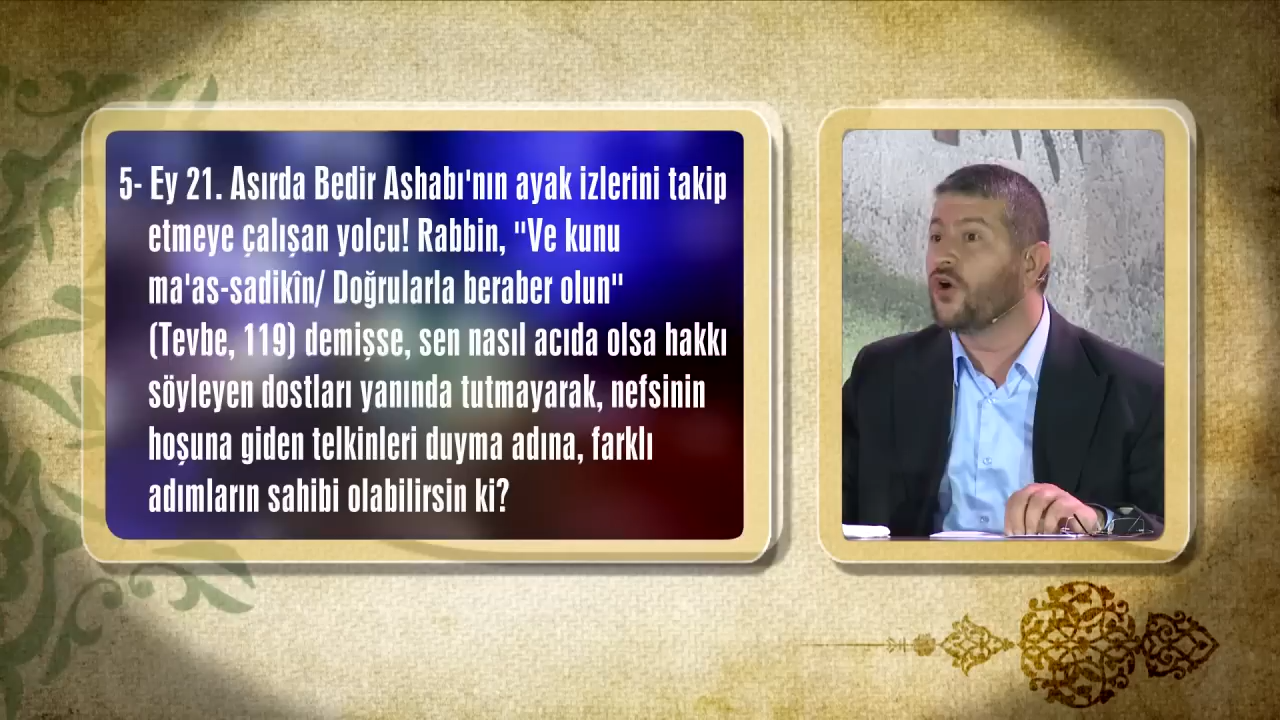 5- Ey 21. Asırda Bedir Ashabı'nın ayak izlerini takip
etmeye çalışan yolcu! Rabbin, "Ve kunu
ma'as-sadikîn/ Doğrularla beraber olun"
(Tevbe, 119) demişse, sen nasıl acıda olsa hakkı
söyleyen dostları yanında tutmayarak, nefsinin
hoşuna giden telkinleri duyma adına, farklı
adımların sahibi olabilirsin ki?